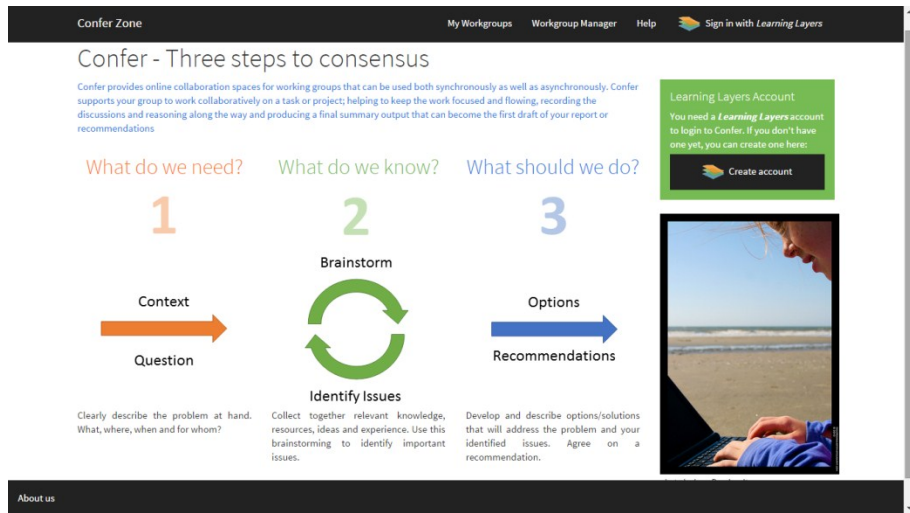 Confer Zone
My Workgroups
Workgroup Manager
Help
Sign in with Learning Layers
Confer - Three steps to consensus
Confer provides online collaboration spaces for working groups that can be used both synchronously as well as asynchronously. Confer
supports your group to work collaboratively on a task or project; helping to keep the work focused and flowing, recording the
discussions and reasoning along the way and producing a final summary output that can become the first draft of your report or
recommendations
Learning Layers Account
You need a Learning Layers account
to login to Confer. If you don't have
one yet, you can create one here:
Create account
What do we need?
1
Context
Question
Clearly describe the problem at hand.
What, where, when and for whom?
What do we know?
2
Brainstorm
Identify Issues
Collect together relevant knowledge,
resources, ideas and experience. Use this
brainstorming to identify important
issues.
What should we do?
3
Options
Recommendations
Develop and describe options/solutions
that will address the problem and your
identified issues. Agree on a
recommendation.
About us